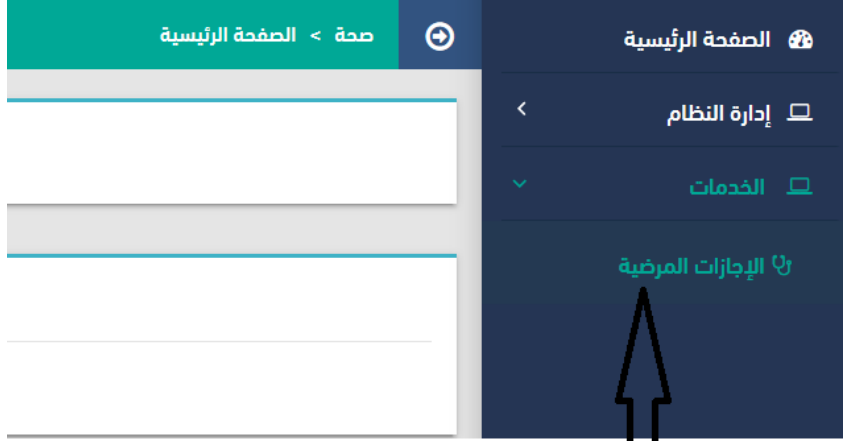 الصفحة الرئيسية
إدارة النظام
الخدمات
الإجازات المرضية
صحة > الصفحة الرئيسية